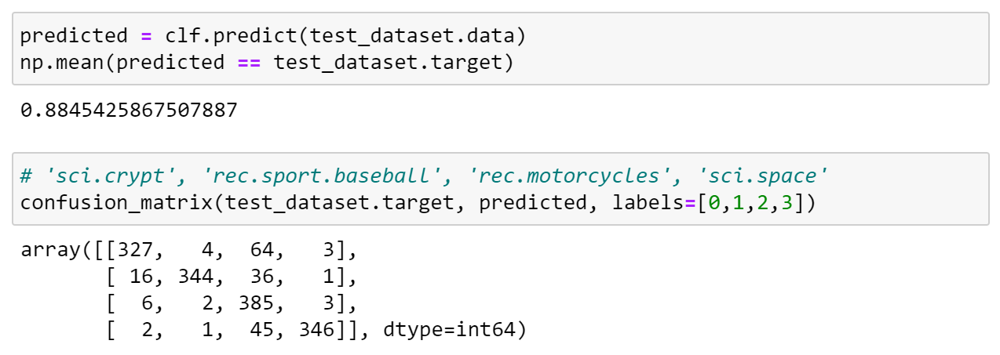 predicted = clf.predict(test_dataset.data)
np.mean(predicted == test_dataset.target)
0.8845425867507887
# 'sci.crypt', 'rec.sport.baseball', 'rec.motorcycles', 'sci.space'
confusion_matrix(test_dataset.target, predicted, labels=[0,1,2,3])
array([[327,   4,  64,   3],
       [ 16, 344,  36,   1],
       [  6,   2, 385,   3],
       [  2,   1,  45, 346]], dtype=int64)